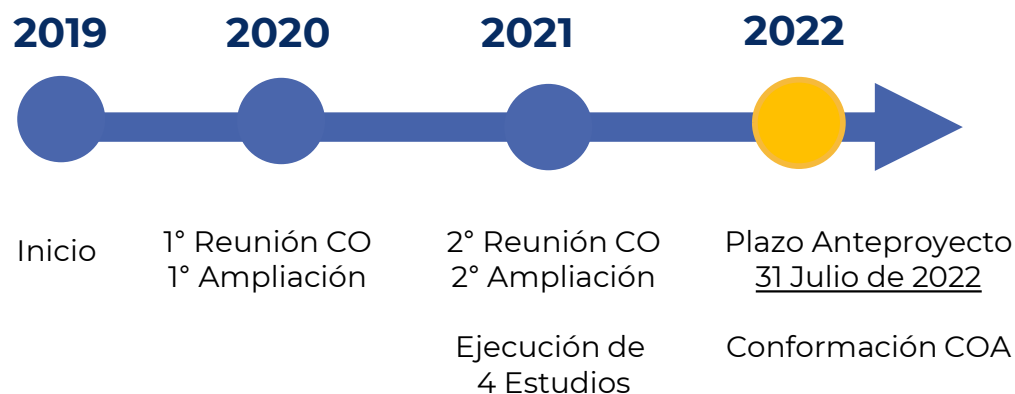 2019
2020
2021
2022
Inicio
1° Reunión CO
1° Ampliación
2° Reunión CO
2° Ampliación
Ejecución de
4 Estudios
Plazo Anteproyecto
31 Julio de 2022
Conformación COA